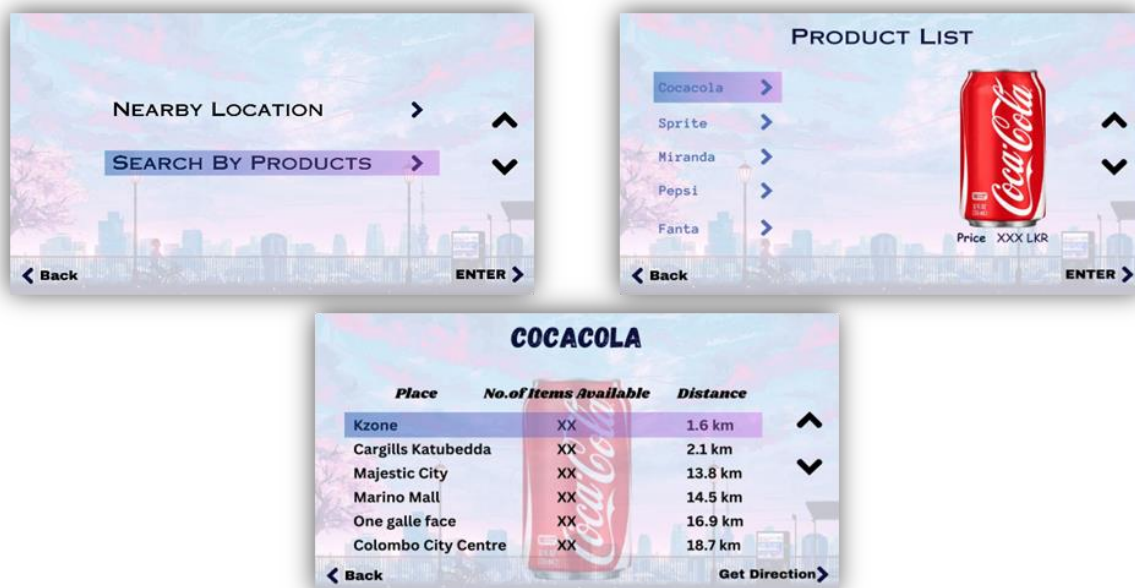 NEARBY LOCATION
SEARCH BY PRODUCTS
Back
ENTER
PRODUCT LIST
Cocacola
Sprite
Miranda
Pepsi
Fanta
Coca-Cola
Price XXX LKR
Back
ENTER
COCACOLA
Place No.of Items Available Distance
Kzone XX 1.6 km
Cargills Katubedda XX 2.1 km
Majestic City XX 13.8 km
Marino Mall XX 14.5 km
One galle face XX 16.9 km
Colombo City Centre XX 18.7 km
Coca-Cola
Back
Get Direction